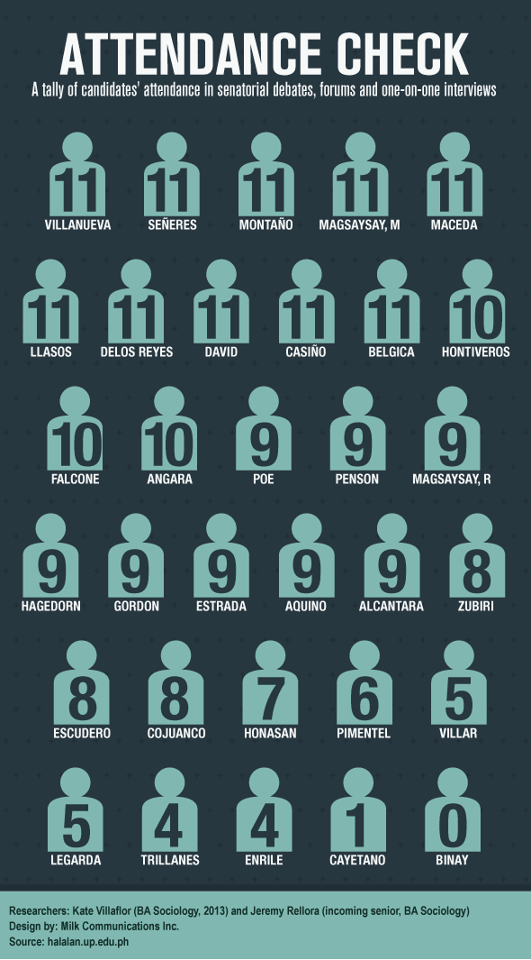 ATTENDANCE CHECK
A tally of candidates' attendance in senatorial debates, forums and one-on-one interviews
11 11 11 11 11
VILLANUEVA SEÑERES MONTAÑO MAGSAYSAY, M MACEDA
11 11 11 11 11 10
LLASOS DELOS REYES DAVID CASIÑO BELGICA HONTIVEROS
10 10 9 9 9
FALCONE ANGARA POE PENSON MAGSAYSAY, R
9 9 9 9 9 8
HAGEDORN GORDON ESTRADA AQUINO ALCANTARA ZUBIRI
8 8 7 6 5
ESCUDERO COJUANCO HONASAN PIMENTEL VILLAR
5 4 4 1 0
LEGARDA TRILLANES ENRILE CAYETANO BINAY
Researchers: Kate Villaflor (BA Sociology, 2013) and Jeremy Rellora (incoming senior, BA Sociology)
Design by: Milk Communications Inc.
Source: halalan.up.edu.ph